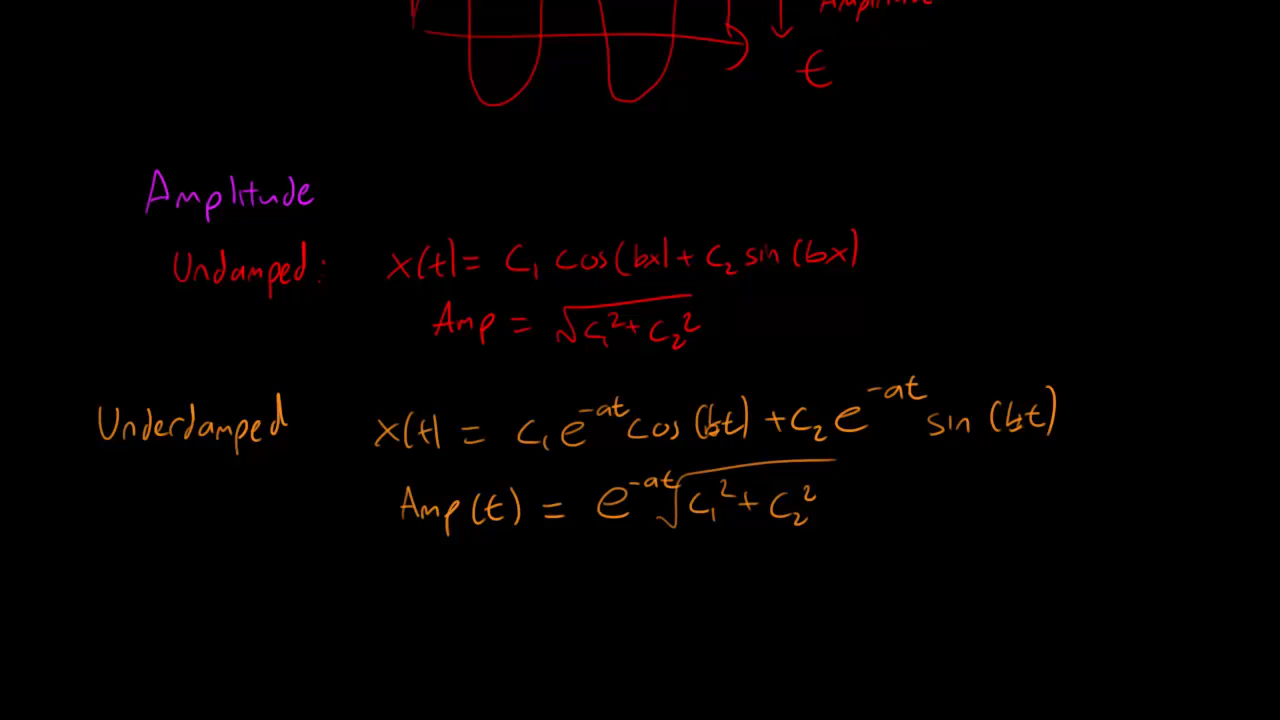 Amplitude
t
Amplitude
Undamped:
x(t) = C₁ cos(bx) + C₂ sin(bx)
Amp = √(C₁² + C₂²)
Underdamped
x(t) = C₁e^(-at) cos(bt) + C₂e^(-at) sin(bt)
Amp(t) = e^(-at)√(C₁² + C₂²)